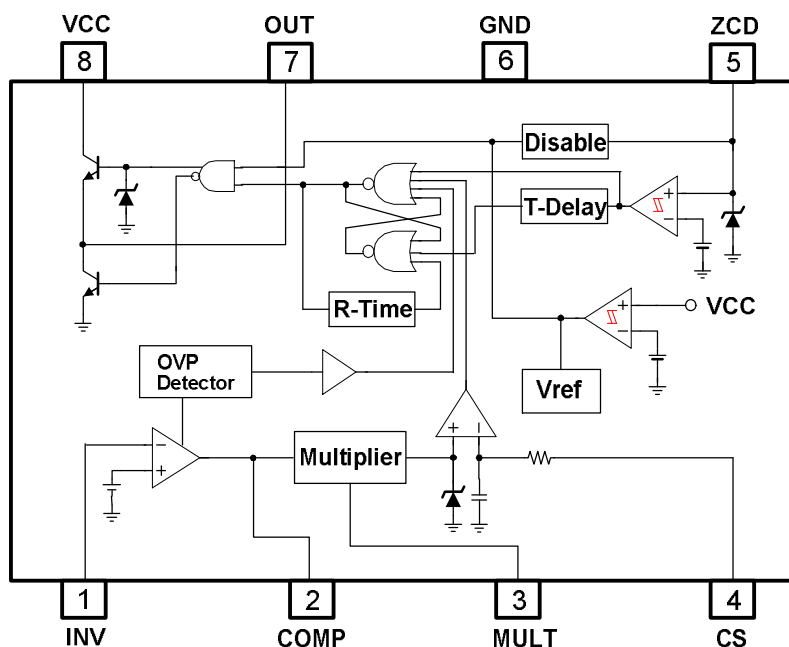 VCC OUT GND ZCD
8 7 6 5
Disable
T-Delay
+
−
R-Time
+
−
VCC
OVP
Detector
Vref
+
−
−
+
Multiplier
1 2 3 4
INV COMP MULT CS